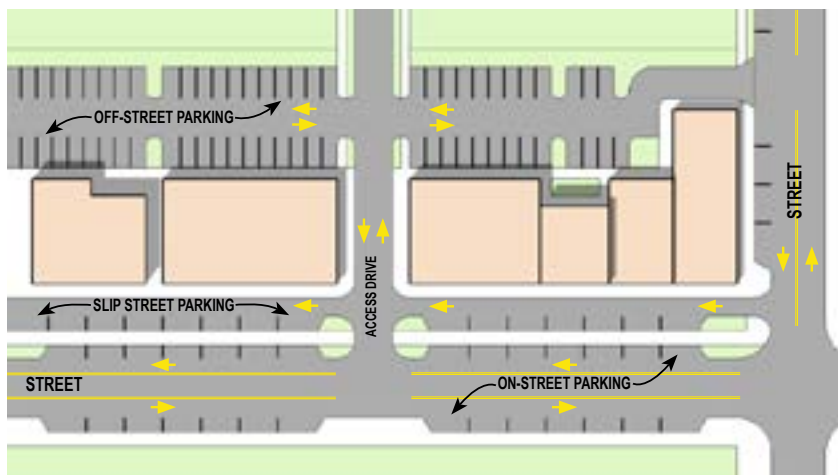 OFF-STREET PARKING
STREET
ACCESS DRIVE
SLIP STREET PARKING
STREET
ON-STREET PARKING